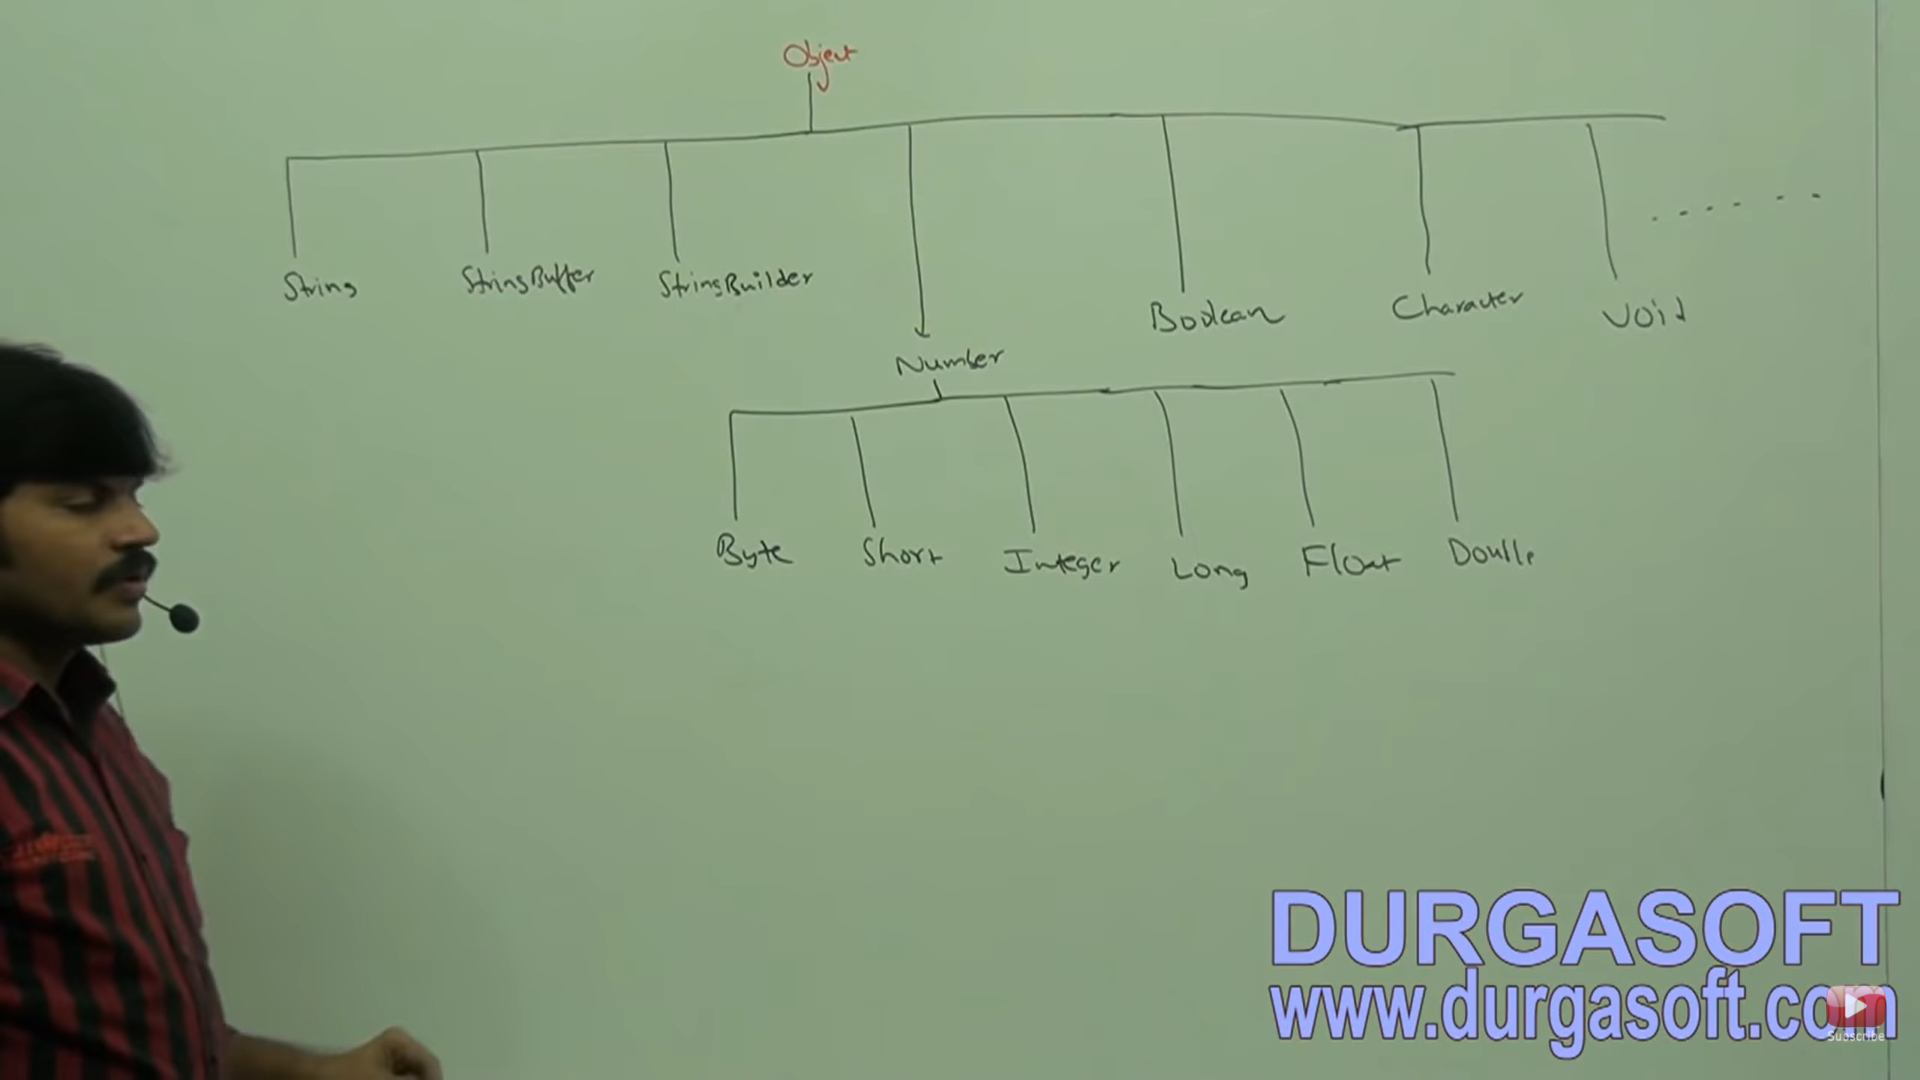 Object
String StringBuffer StringBuilder Boolean Character Void
Number
Byte Short Integer Long Float Double
DURGASOFT
www.durgasoft.com
Subscribe